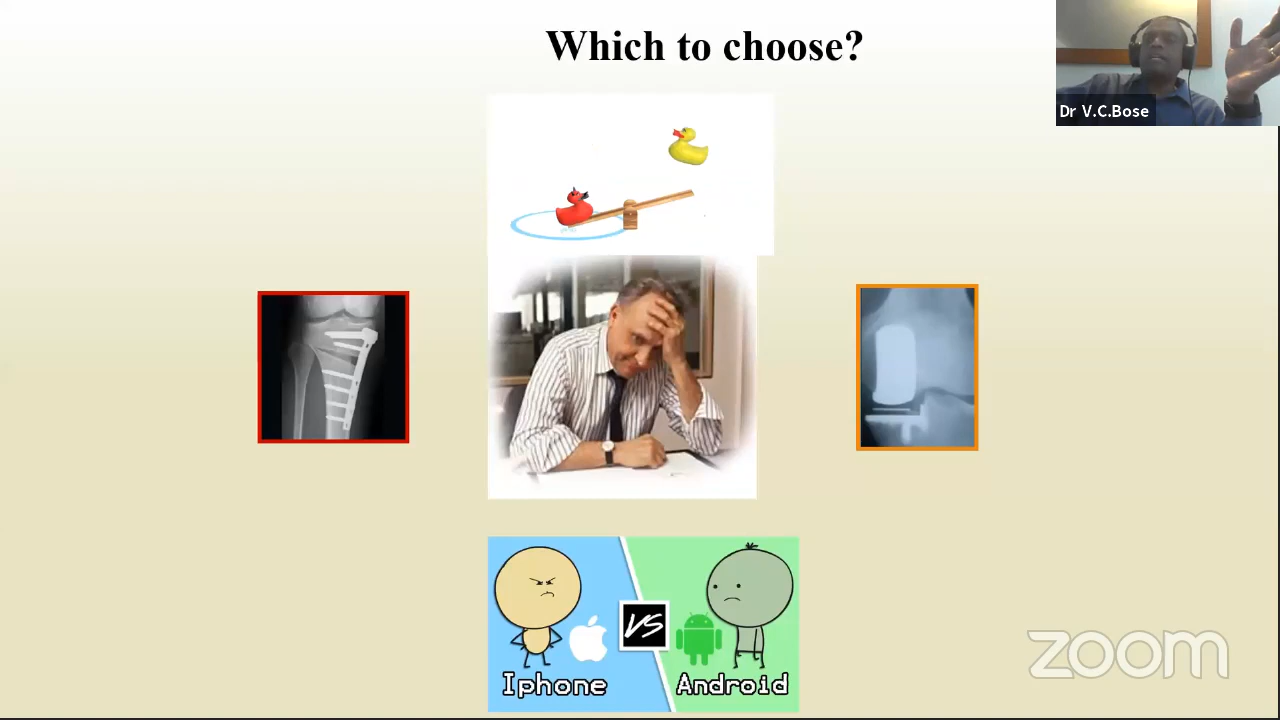 Which to choose?
Dr V.C.Bose
VS
Iphone
Android
zoom